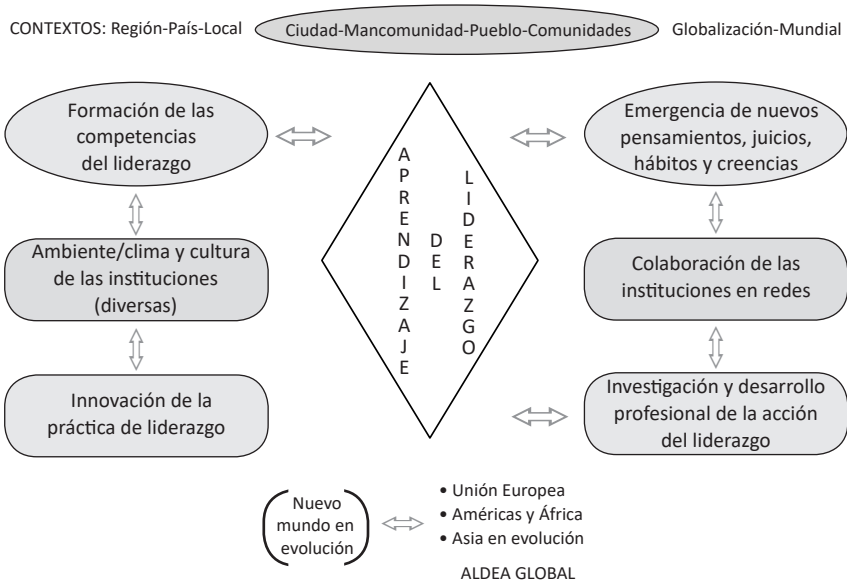 CONTEXTOS: Región-País-Local
Ciudad-Mancomunidad-Pueblo-Comunidades
Globalización-Mundial
Formación de las
competencias
del liderazgo
Ambiente/clima y cultura
de las instituciones
(diversas)
Innovación de la
práctica de liderazgo
APRENDIZAJE
DEL
LIDERAZGO
Emergencia de nuevos
pensamientos, juicios,
hábitos y creencias
Colaboración de las
instituciones en redes
Investigación y desarrollo
profesional de la acción
del liderazgo
Nuevo
mundo en
evolución
• Unión Europea
• Américas y África
• Asia en evolución
ALDEA GLOBAL